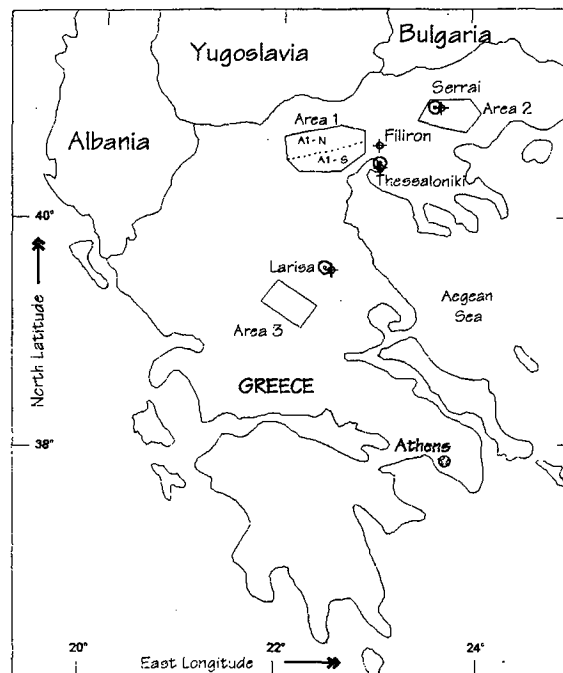 Yugoslavia
Bulgaria
Albania
Serrai
Area 2
Area 1
A1 - N
A1 - S
Filiron
Thessaloniki
40°
Larisa
Area 3
Aegean
Sea
North Latitude
GREECE
38°
Athens
20°
22°
24°
East Longitude